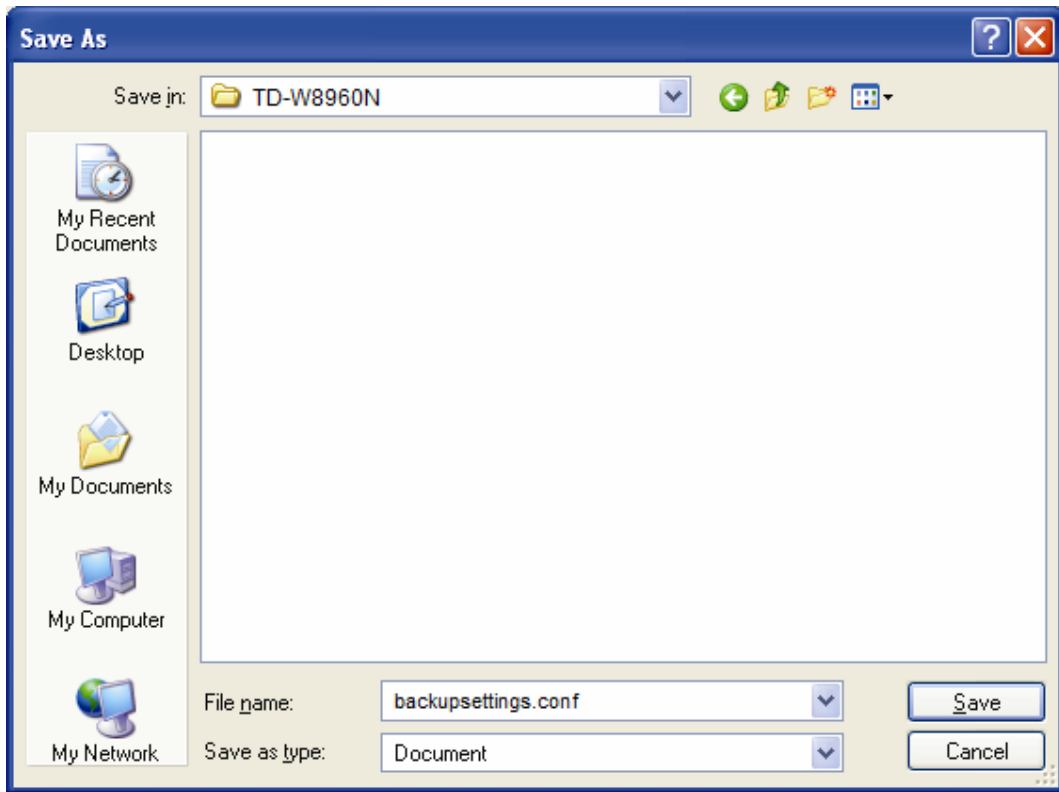 Save As
Save in:
TD-W8960N
My Recent
Documents
Desktop
My Documents
My Computer
My Network
File name:
backupsettings.conf
Save
Save as type:
Document
Cancel